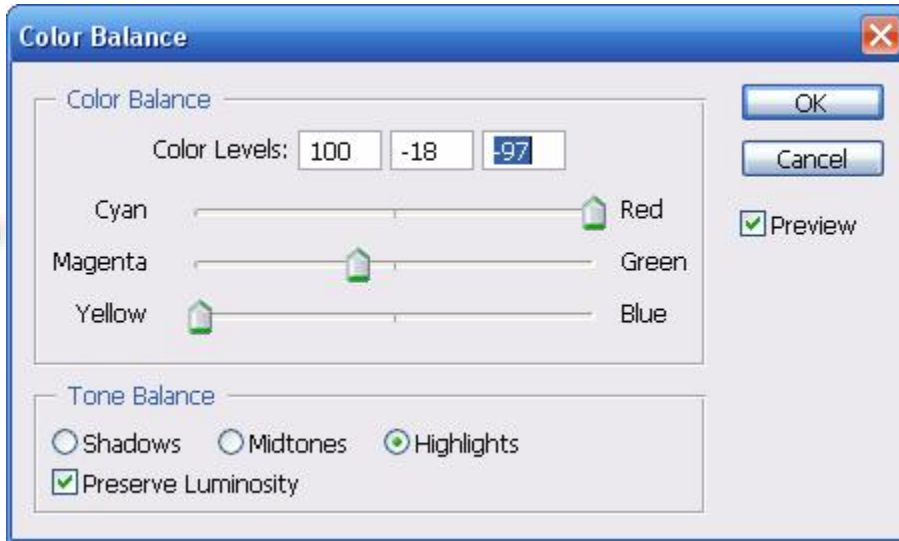 Color Balance
Color Balance
Color Levels: 100 -18 -97
Cyan Red
Magenta Green
Yellow Blue
Tone Balance
Shadows Midtones Highlights
Preserve Luminosity
OK
Cancel
Preview